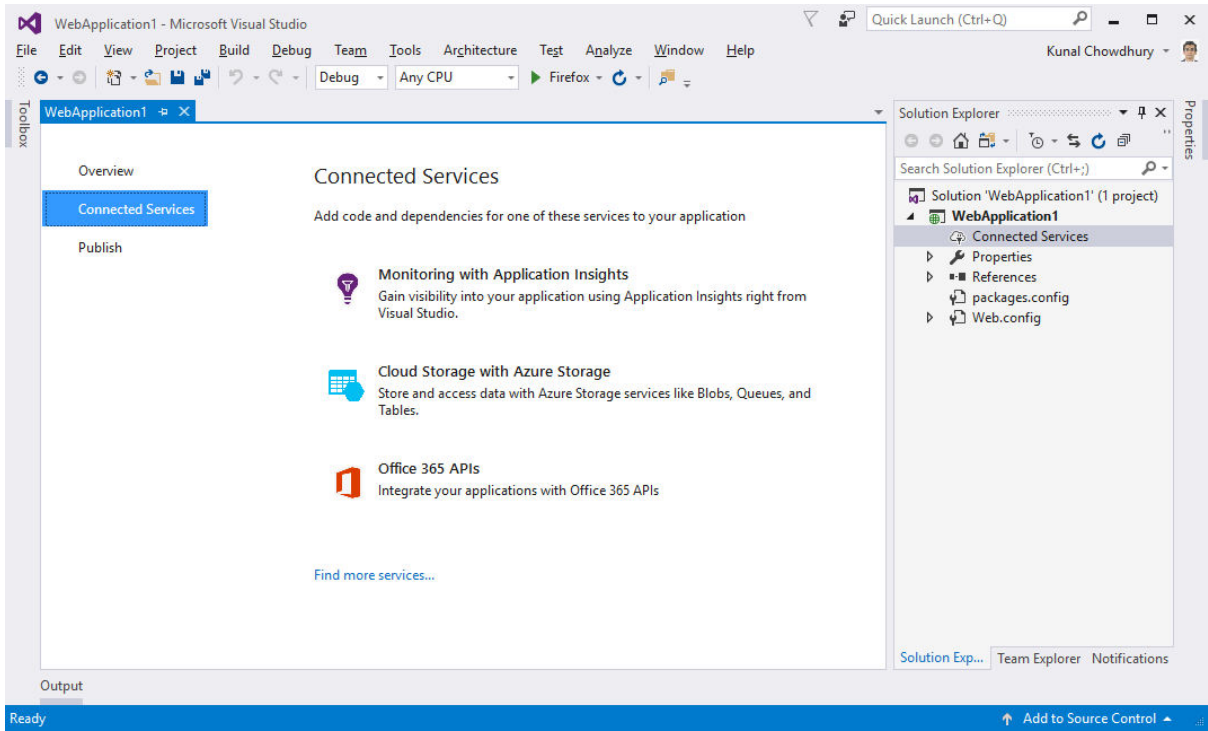 WebApplication1 - Microsoft Visual Studio
Quick Launch (Ctrl+Q)
File Edit View Project Build Debug Team Tools Architecture Test Analyze Window Help
Kunal Chowdhury
Debug Any CPU Firefox
Toolbox
WebApplication1
Overview
Connected Services
Publish
Connected Services
Add code and dependencies for one of these services to your application
Monitoring with Application Insights
Gain visibility into your application using Application Insights right from
Visual Studio.
Cloud Storage with Azure Storage
Store and access data with Azure Storage services like Blobs, Queues, and
Tables.
Office 365 APIs
Integrate your applications with Office 365 APIs
Find more services...
Solution Explorer
Search Solution Explorer (Ctrl+;)
Solution 'WebApplication1' (1 project)
WebApplication1
Connected Services
Properties
References
packages.config
Web.config
Solution Exp... Team Explorer Notifications
Properties
Output
Ready
Add to Source Control